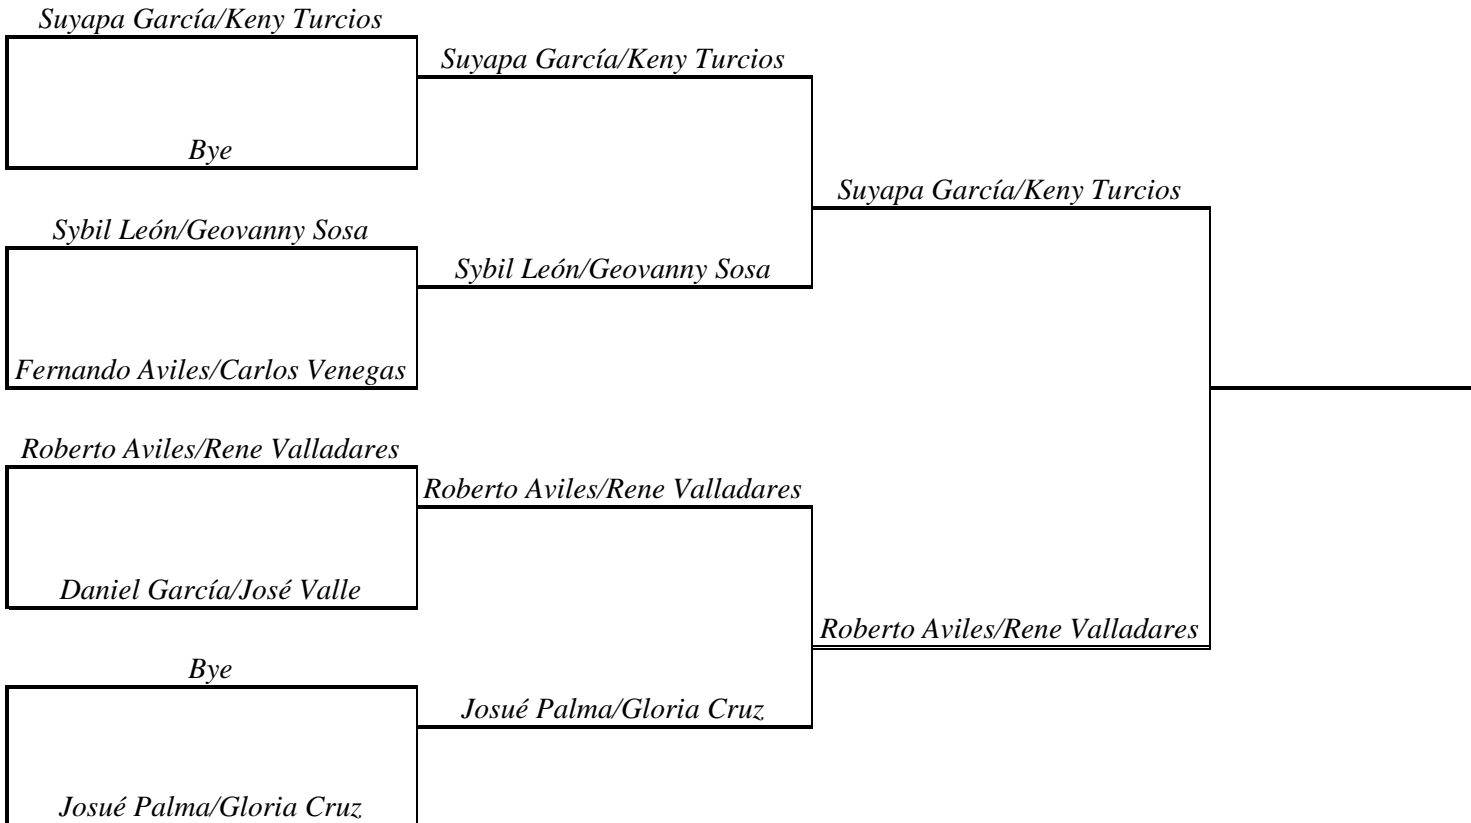 Suyapa García/Keny Turcios
Suyapa García/Keny Turcios
Bye
Suyapa García/Keny Turcios
Sybil León/Geovanny Sosa
Sybil León/Geovanny Sosa
Fernando Aviles/Carlos Venegas
Roberto Aviles/Rene Valladares
Roberto Aviles/Rene Valladares
Daniel García/José Valle
Roberto Aviles/Rene Valladares
Bye
Josué Palma/Gloria Cruz
Josué Palma/Gloria Cruz